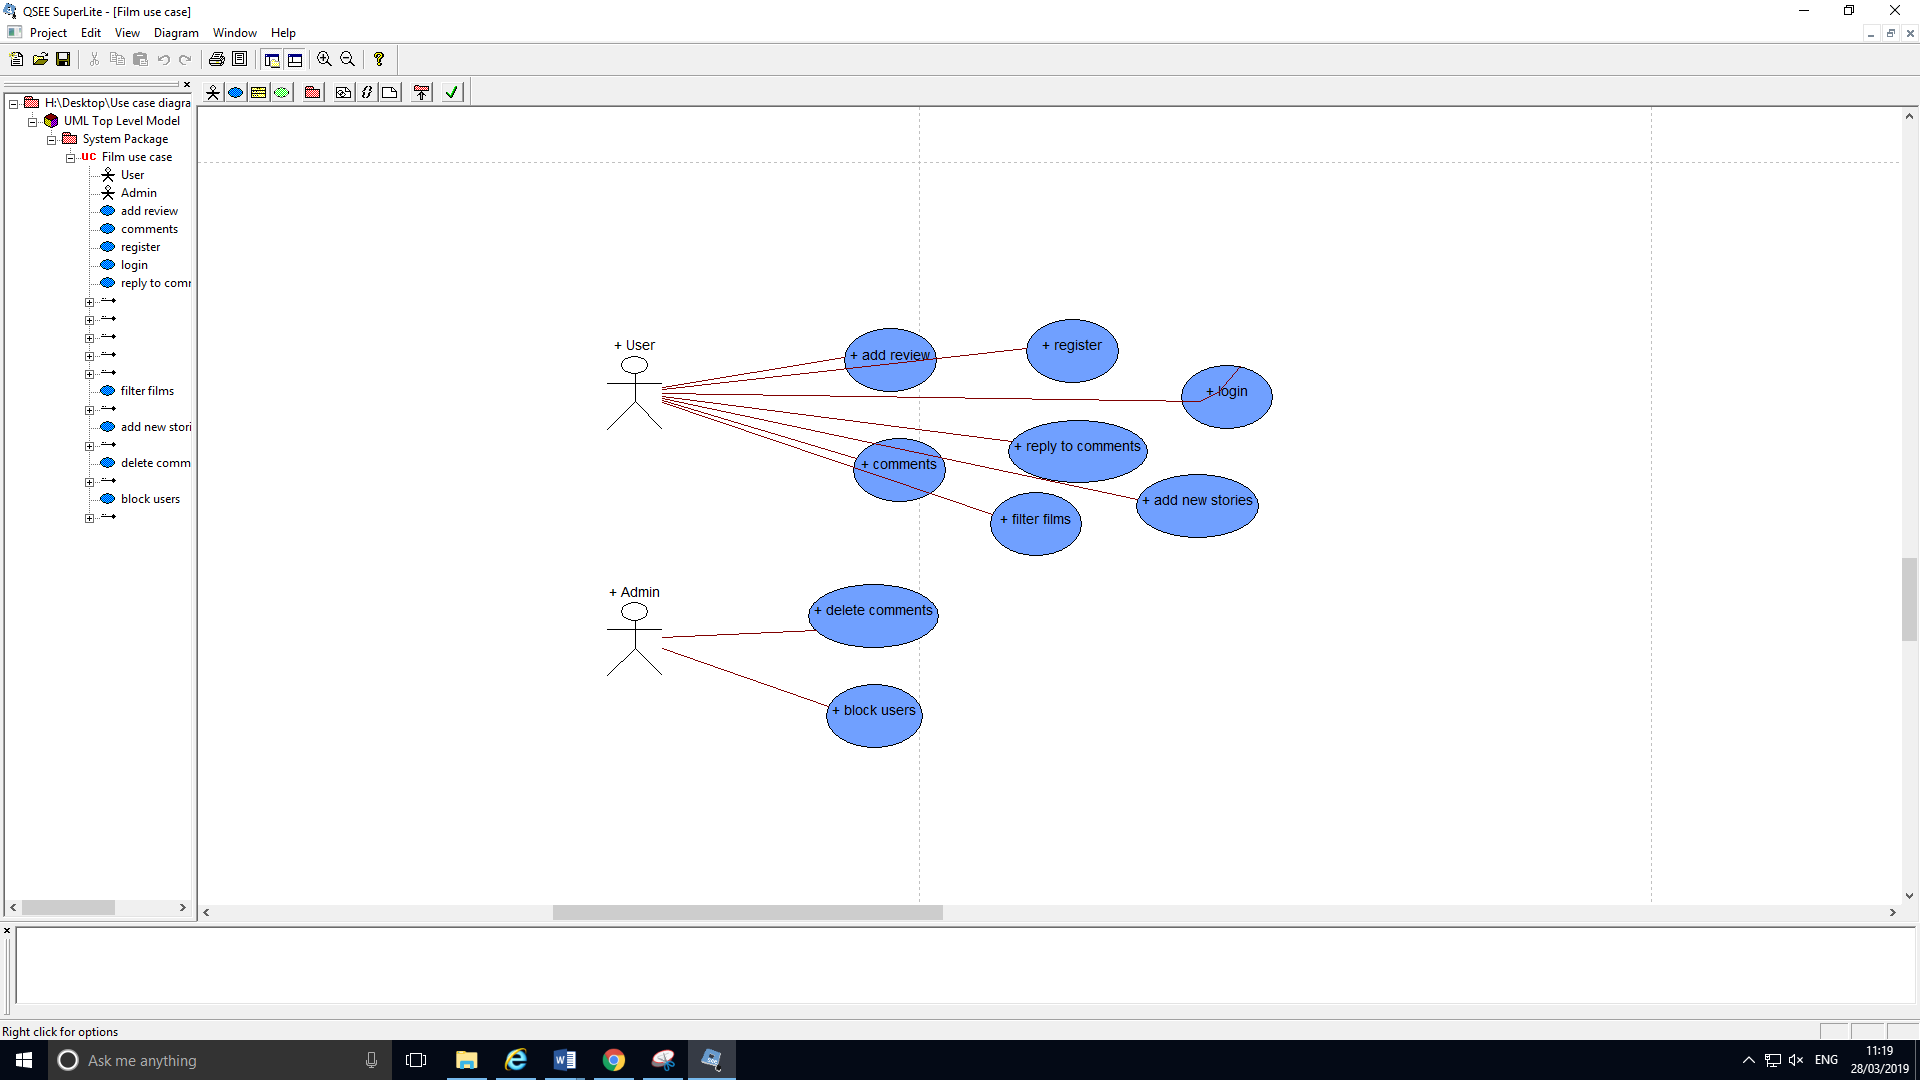 QSEE SuperLite - [Film use case]
Project Edit View Diagram Window Help
H:\Desktop\Use case diagra
UML Top Level Model
System Package
UC Film use case
User
Admin
add review
comments
register
login
reply to comm
filter films
add new stori
delete comm
block users
+ User
+ add review
+ register
+ login
+ reply to comments
+ comments
+ add new stories
+ filter films
+ Admin
+ delete comments
+ block users
Right click for options
Ask me anything
ENG
11:19
28/03/2019